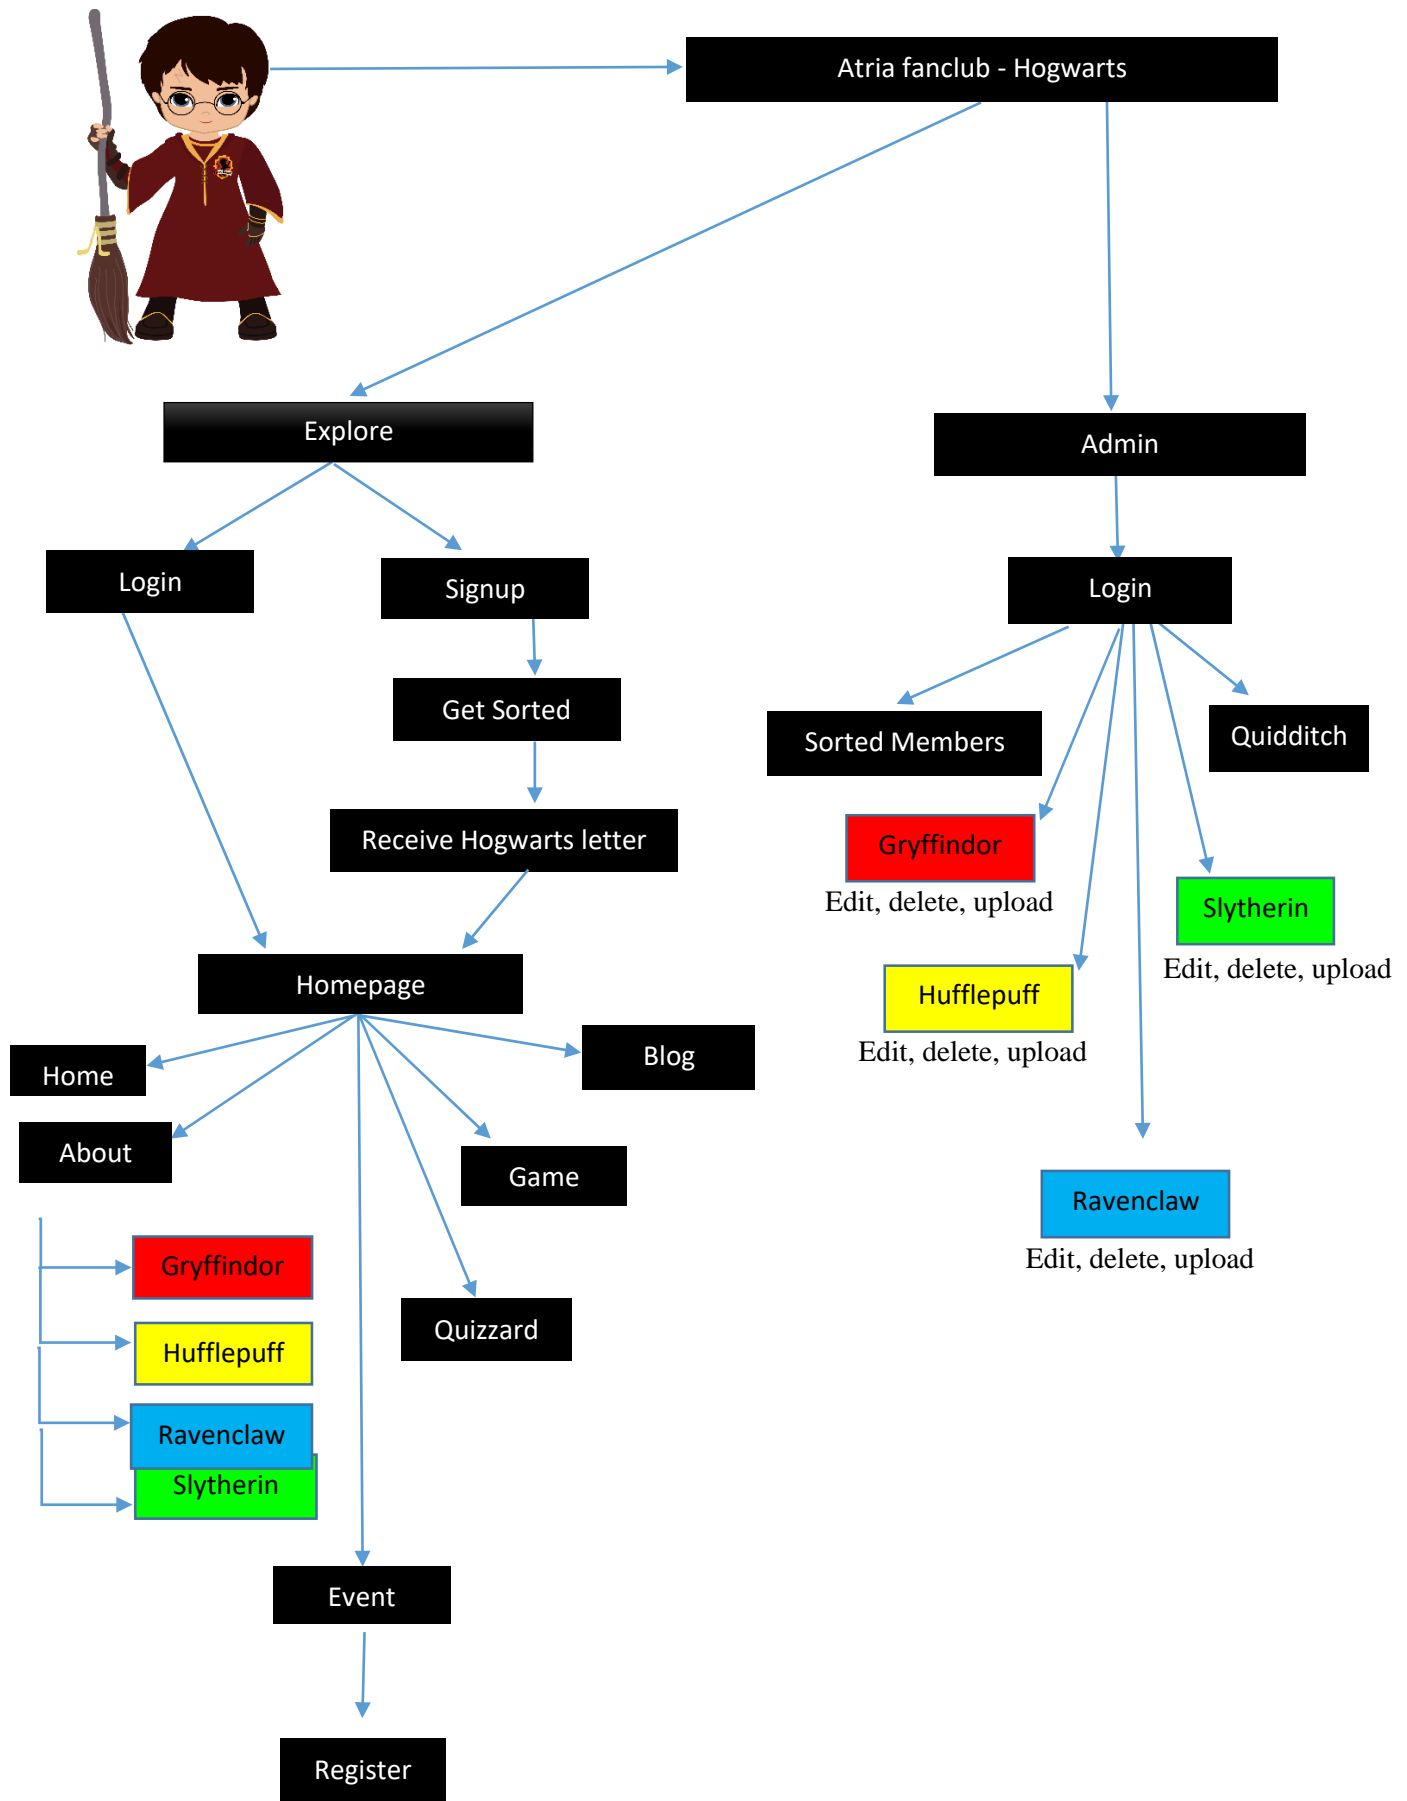 Atria fanclub - Hogwarts
Explore
Admin
Login
Signup
Login
Get Sorted
Sorted Members
Quidditch
Receive Hogwarts letter
Gryffindor
Edit, delete, upload
Slytherin
Edit, delete, upload
Homepage
Hufflepuff
Edit, delete, upload
Home
Blog
About
Game
Ravenclaw
Edit, delete, upload
Gryffindor
Quizzard
Hufflepuff
Ravenclaw
Slytherin
Event
Register